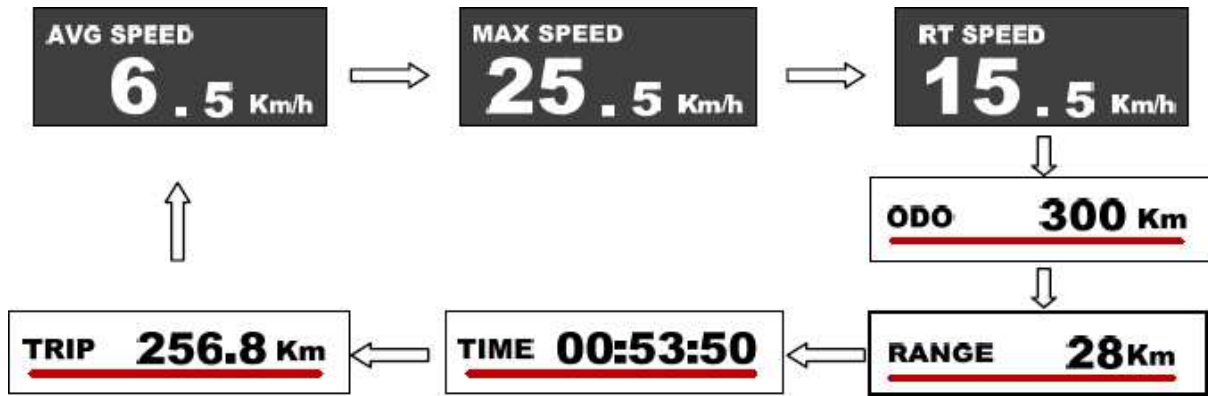 AVG SPEED
6.5 Km/h
MAX SPEED
25.5 Km/h
RT SPEED
15.5 Km/h
ODO 300 Km
RANGE 28Km
TIME 00:53:50
TRIP 256.8 Km